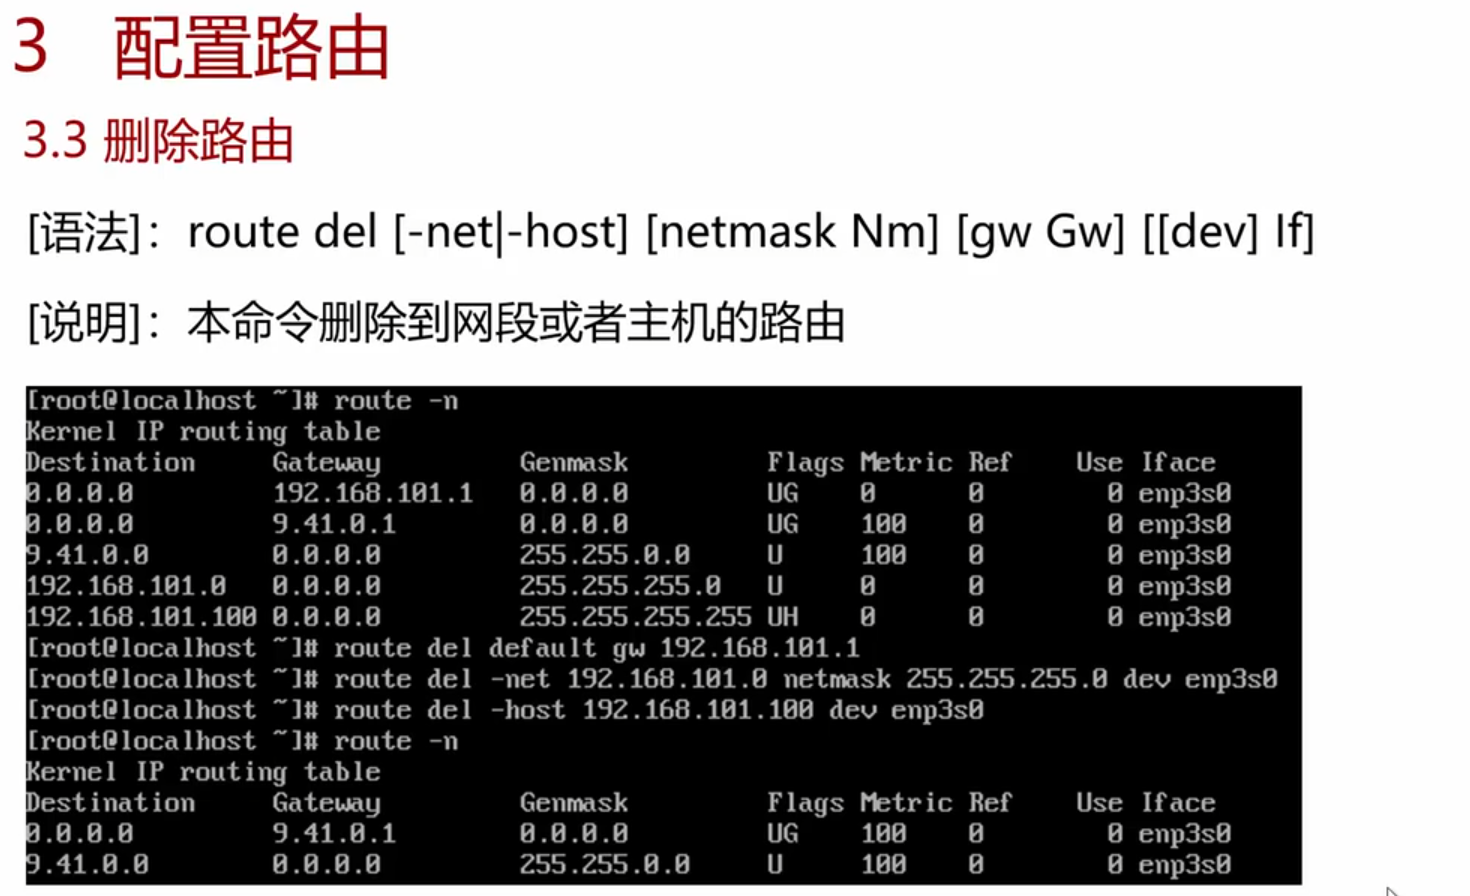 3 配置路由
3.3 删除路由
[语法]：route del [-net|-host] [netmask Nm] [gw Gw] [[dev] If]
[说明]：本命令删除到网段或者主机的路由
[root@localhost ~]# route -n
Kernel IP routing table
Destination Gateway Genmask Flags Metric Ref Use Iface
0.0.0.0 192.168.101.1 0.0.0.0 UG 0 0 0 enp3s0
0.0.0.0 9.41.0.1 0.0.0.0 UG 100 0 0 enp3s0
9.41.0.0 0.0.0.0 255.255.0.0 U 100 0 0 enp3s0
192.168.101.0 0.0.0.0 255.255.255.0 U 0 0 0 enp3s0
192.168.101.100 0.0.0.0 255.255.255.255 UH 0 0 0 enp3s0
[root@localhost ~]# route del default gw 192.168.101.1
[root@localhost ~]# route del -net 192.168.101.0 netmask 255.255.255.0 dev enp3s0
[root@localhost ~]# route del -host 192.168.101.100 dev enp3s0
[root@localhost ~]# route -n
Kernel IP routing table
Destination Gateway Genmask Flags Metric Ref Use Iface
0.0.0.0 9.41.0.1 0.0.0.0 UG 100 0 0 enp3s0
9.41.0.0 0.0.0.0 255.255.0.0 U 100 0 0 enp3s0